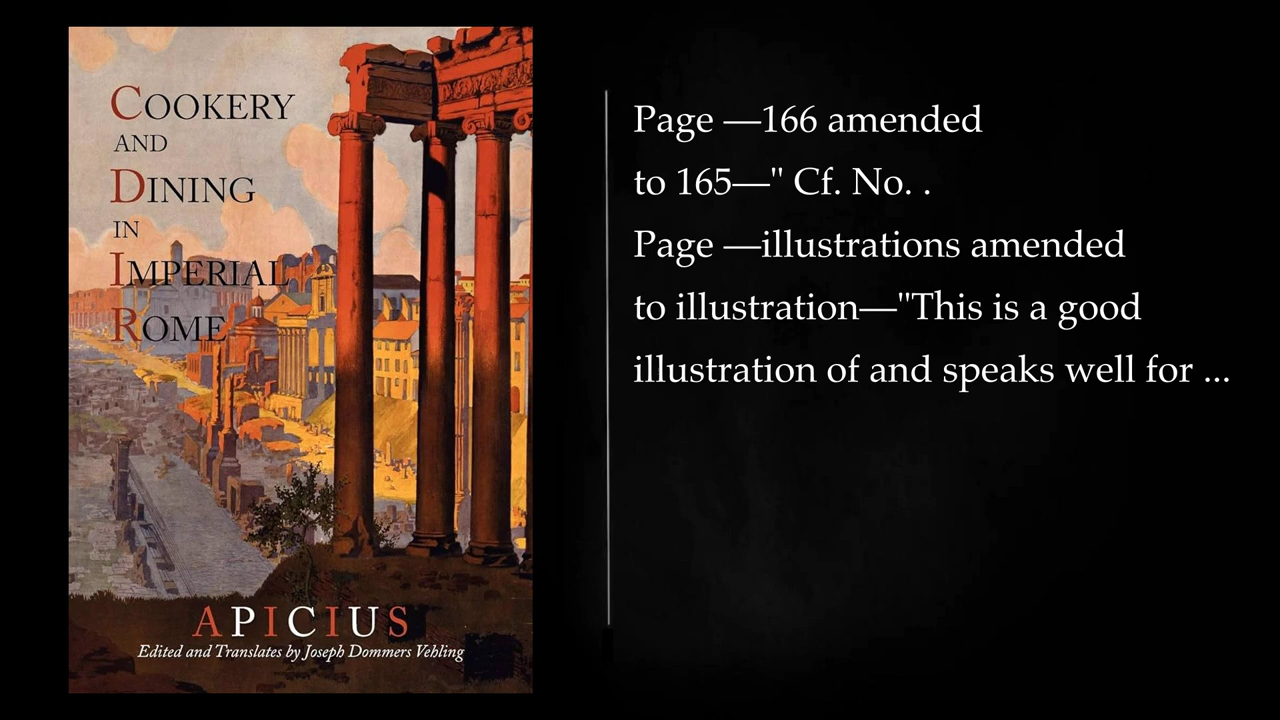 COOKERY
AND
DINING
IN
IMPERIAL
ROME
APICIUS
Edited and Translates by Joseph Dommers Vehling
Page —166 amended
to 165—" Cf. No. .
Page —illustrations amended
to illustration—"This is a good
illustration of and speaks well for ...